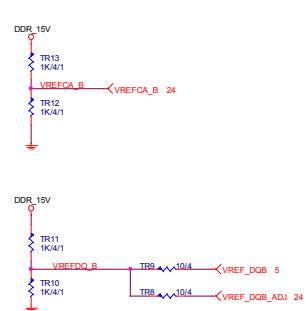 DDR_15V
TR13
1K/4/1
VREFCA_B
VREFCA_B 24
TR12
1K/4/1
DDR_15V
TR11
1K/4/1
VREFDQ_B
TR9
10/4
VREF_DQB 5
TR10
1K/4/1
TR8
10/4
VREF_DQB_ADJ 24